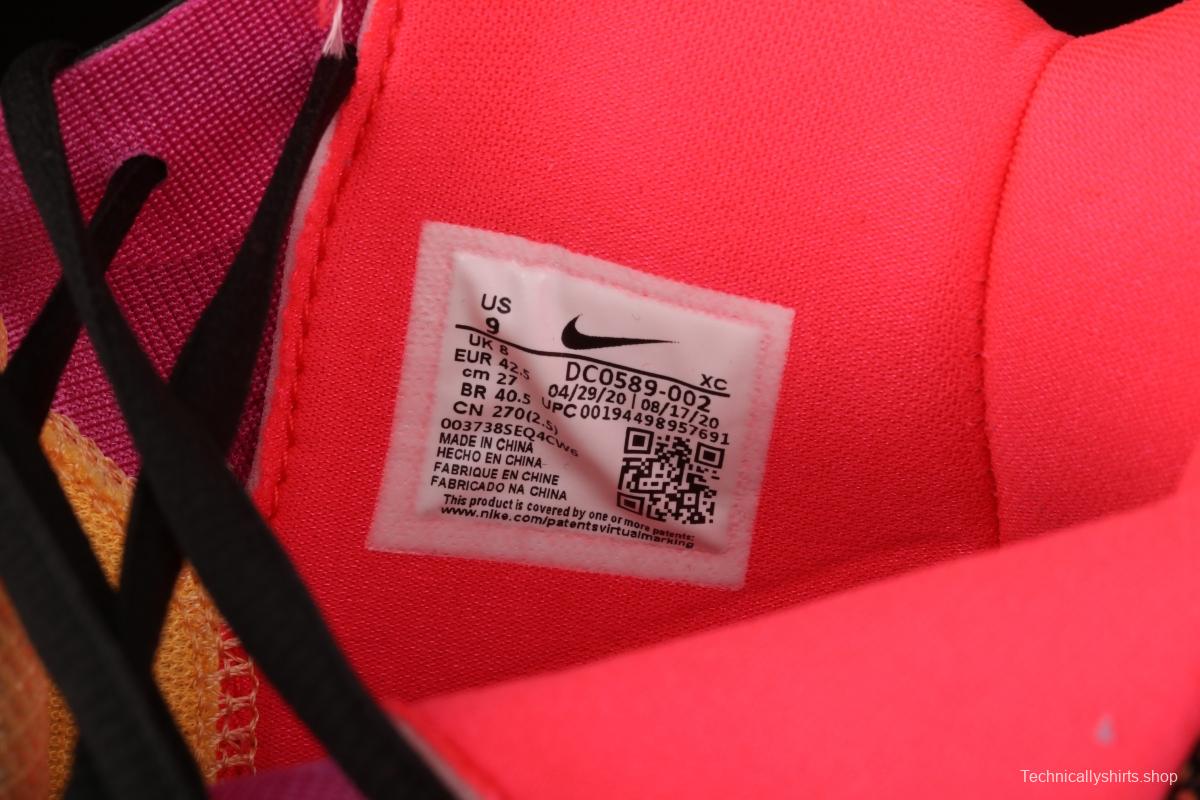 US
9
UK 8
EUR 42.5
cm 27
BR 40.5
CN 270(2.5)
XC
DC0589-002
04/29/20 | 08/17/20
UPC 00194498957691
003738SEQ4CW6
MADE IN CHINA
HECHO EN CHINA
FABRIQUE EN CHINE
FABRICADO NA CHINA
This product is covered by one or more patents:
www.nike.com/patentsvirtualmarking
Technicallyshirts.shop